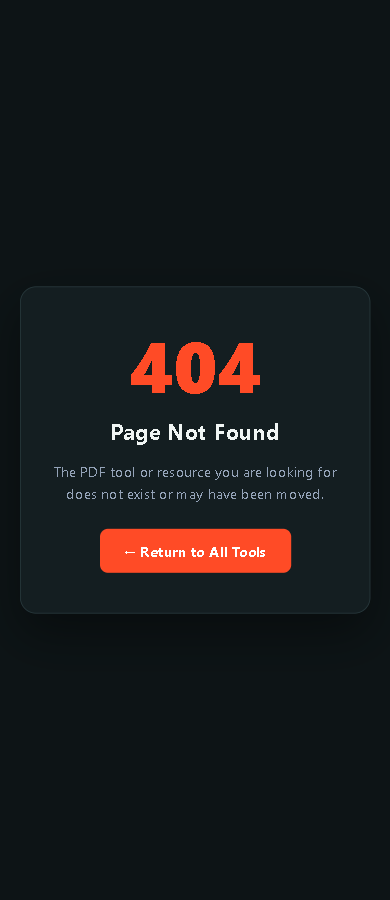 404
Page Not Found
The PDF tool or resource you are looking for
does not exist or may have been moved.
← Return to All Tools